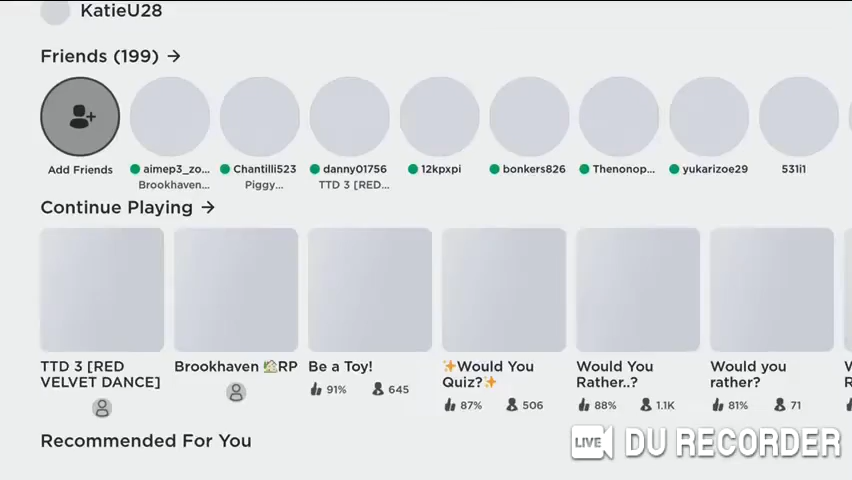 KatieU28
Friends (199) →
Add Friends
aimep3_zo...
Brookhaven...
Chantilli523
Piggy...
danny01756
TTD 3 [RED...
12kpxpi
bonkers826
Thenonop...
yukarizoe29
531i1
Continue Playing →
TTD 3 [RED
VELVET DANCE]
Brookhaven 🏡RP
Be a Toy!
91% 645
✨Would You
Quiz?✨
87% 506
Would You
Rather..?
88% 1.1K
Would you
rather?
81% 71
Recommended For You
LIVE DU RECORDER